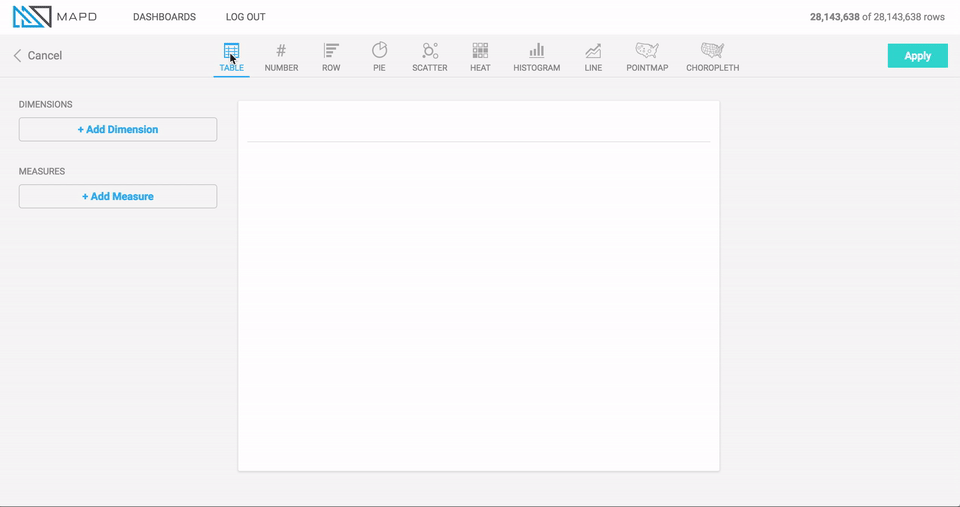 MAPD DASHBOARDS LOG OUT 28,143,638 of 28,143,638 rows
Cancel TABLE # NUMBER ROW PIE SCATTER HEAT HISTOGRAM LINE POINTMAP CHOROPLETH Apply
DIMENSIONS
+ Add Dimension
MEASURES
+ Add Measure